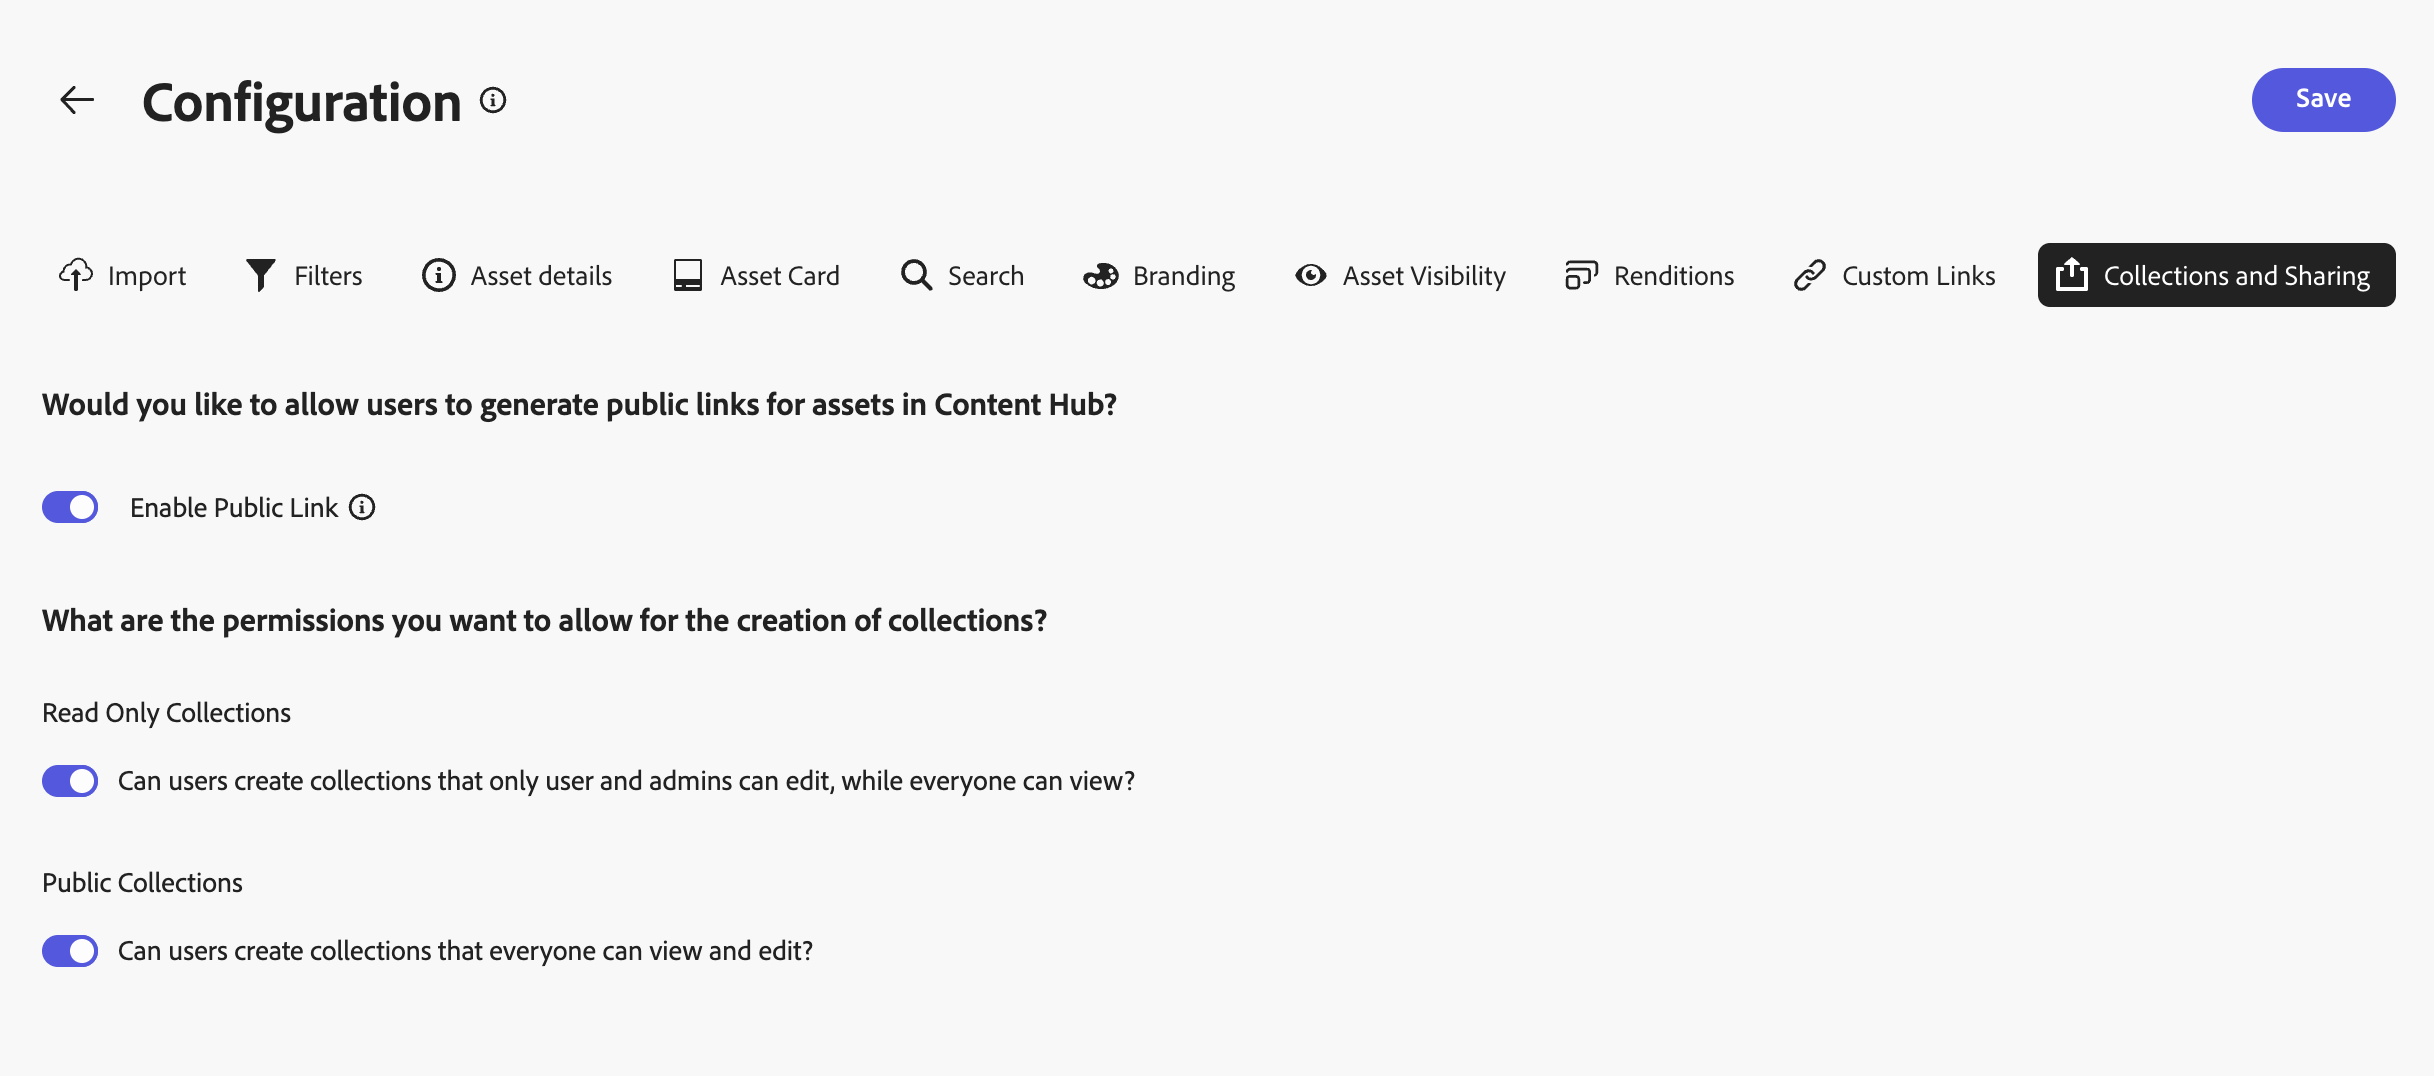 Configuration
Save
Import Filters Asset details Asset Card Search Branding Asset Visibility Renditions Custom Links Collections and Sharing
Would you like to allow users to generate public links for assets in Content Hub?
Enable Public Link
What are the permissions you want to allow for the creation of collections?
Read Only Collections
Can users create collections that only user and admins can edit, while everyone can view?
Public Collections
Can users create collections that everyone can view and edit?